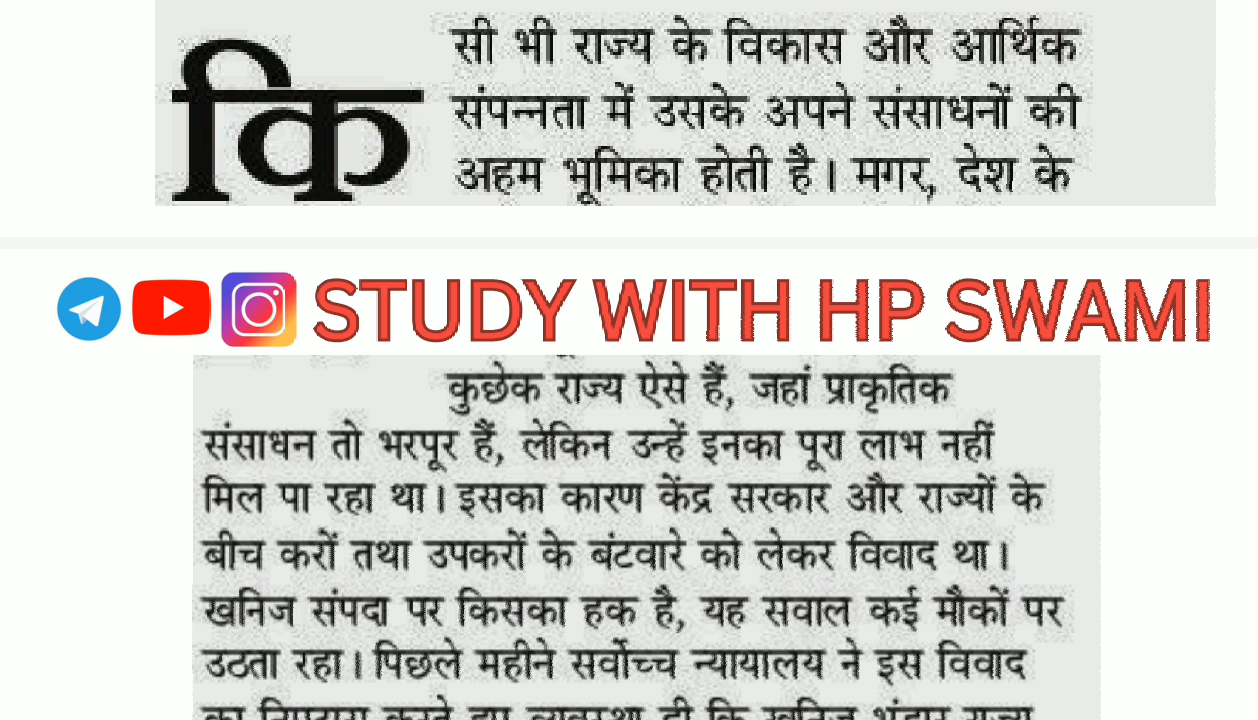 किसी भी राज्य के विकास और आर्थिक
संपन्नता में उसके अपने संसाधनों की
अहम भूमिका होती है। मगर, देश के
STUDY WITH HP SWAMI
कुछेक राज्य ऐसे हैं, जहां प्राकृतिक
संसाधन तो भरपूर हैं, लेकिन उन्हें इनका पूरा लाभ नहीं
मिल पा रहा था। इसका कारण केंद्र सरकार और राज्यों के
बीच करों तथा उपकरों के बंटवारे को लेकर विवाद था।
खनिज संपदा पर किसका हक है, यह सवाल कई मौकों पर
उठता रहा। पिछले महीने सर्वोच्च न्यायालय ने इस विवाद